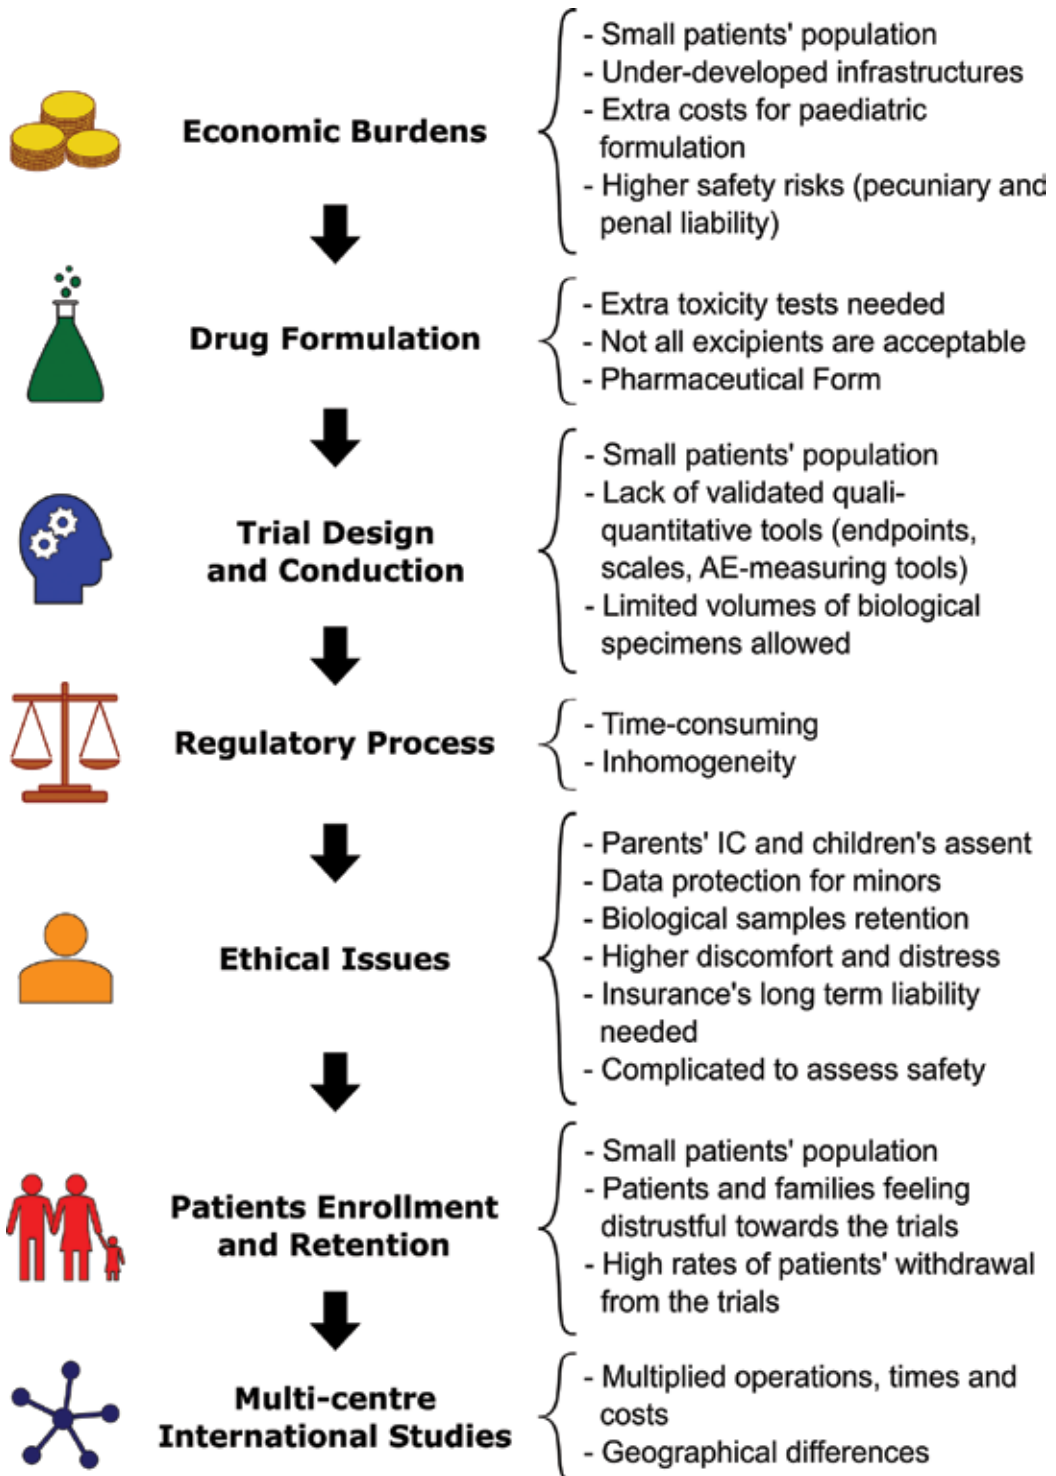 Economic Burdens
- Small patients' population
- Under-developed infrastructures
- Extra costs for paediatric
formulation
- Higher safety risks (pecuniary and
penal liability)
Drug Formulation
- Extra toxicity tests needed
- Not all excipients are acceptable
- Pharmaceutical Form
Trial Design
and Conduction
- Small patients' population
- Lack of validated quali-
quantitative tools (endpoints,
scales, AE-measuring tools)
- Limited volumes of biological
specimens allowed
Regulatory Process
- Time-consuming
- Inhomogeneity
Ethical Issues
- Parents' IC and children's assent
- Data protection for minors
- Biological samples retention
- Higher discomfort and distress
- Insurance's long term liability
needed
- Complicated to assess safety
Patients Enrollment
and Retention
- Small patients' population
- Patients and families feeling
distrustful towards the trials
- High rates of patients' withdrawal
from the trials
Multi-centre
International Studies
- Multiplied operations, times and
costs
- Geographical differences